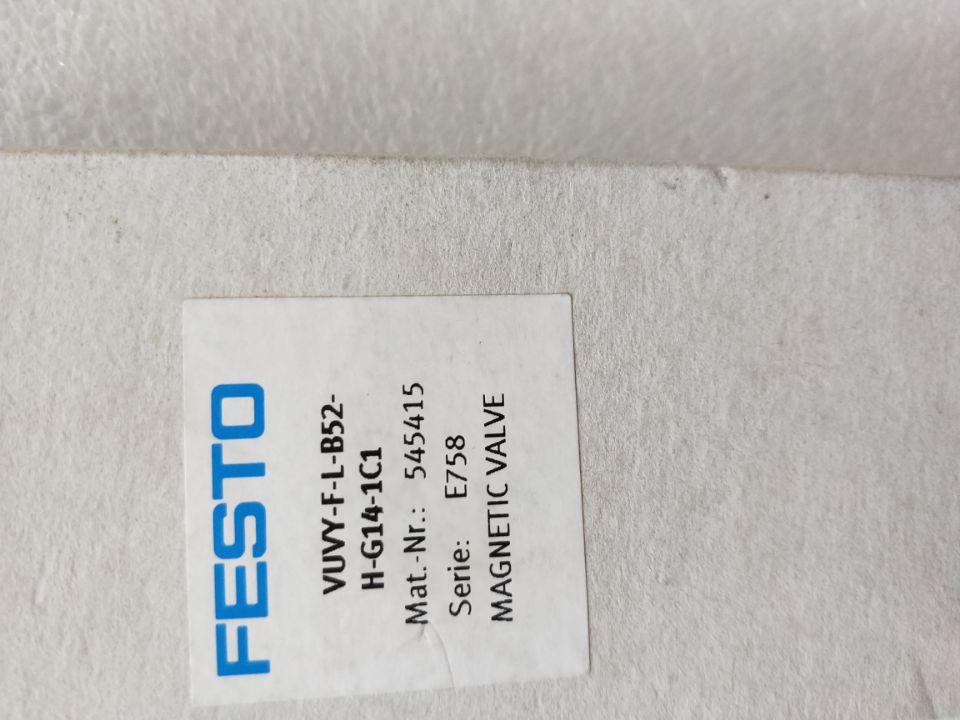 FESTO
VUVY-F-L-B52-
H-G14-1C1
Mat.-Nr.: 545415
Serie: E758
MAGNETIC VALVE